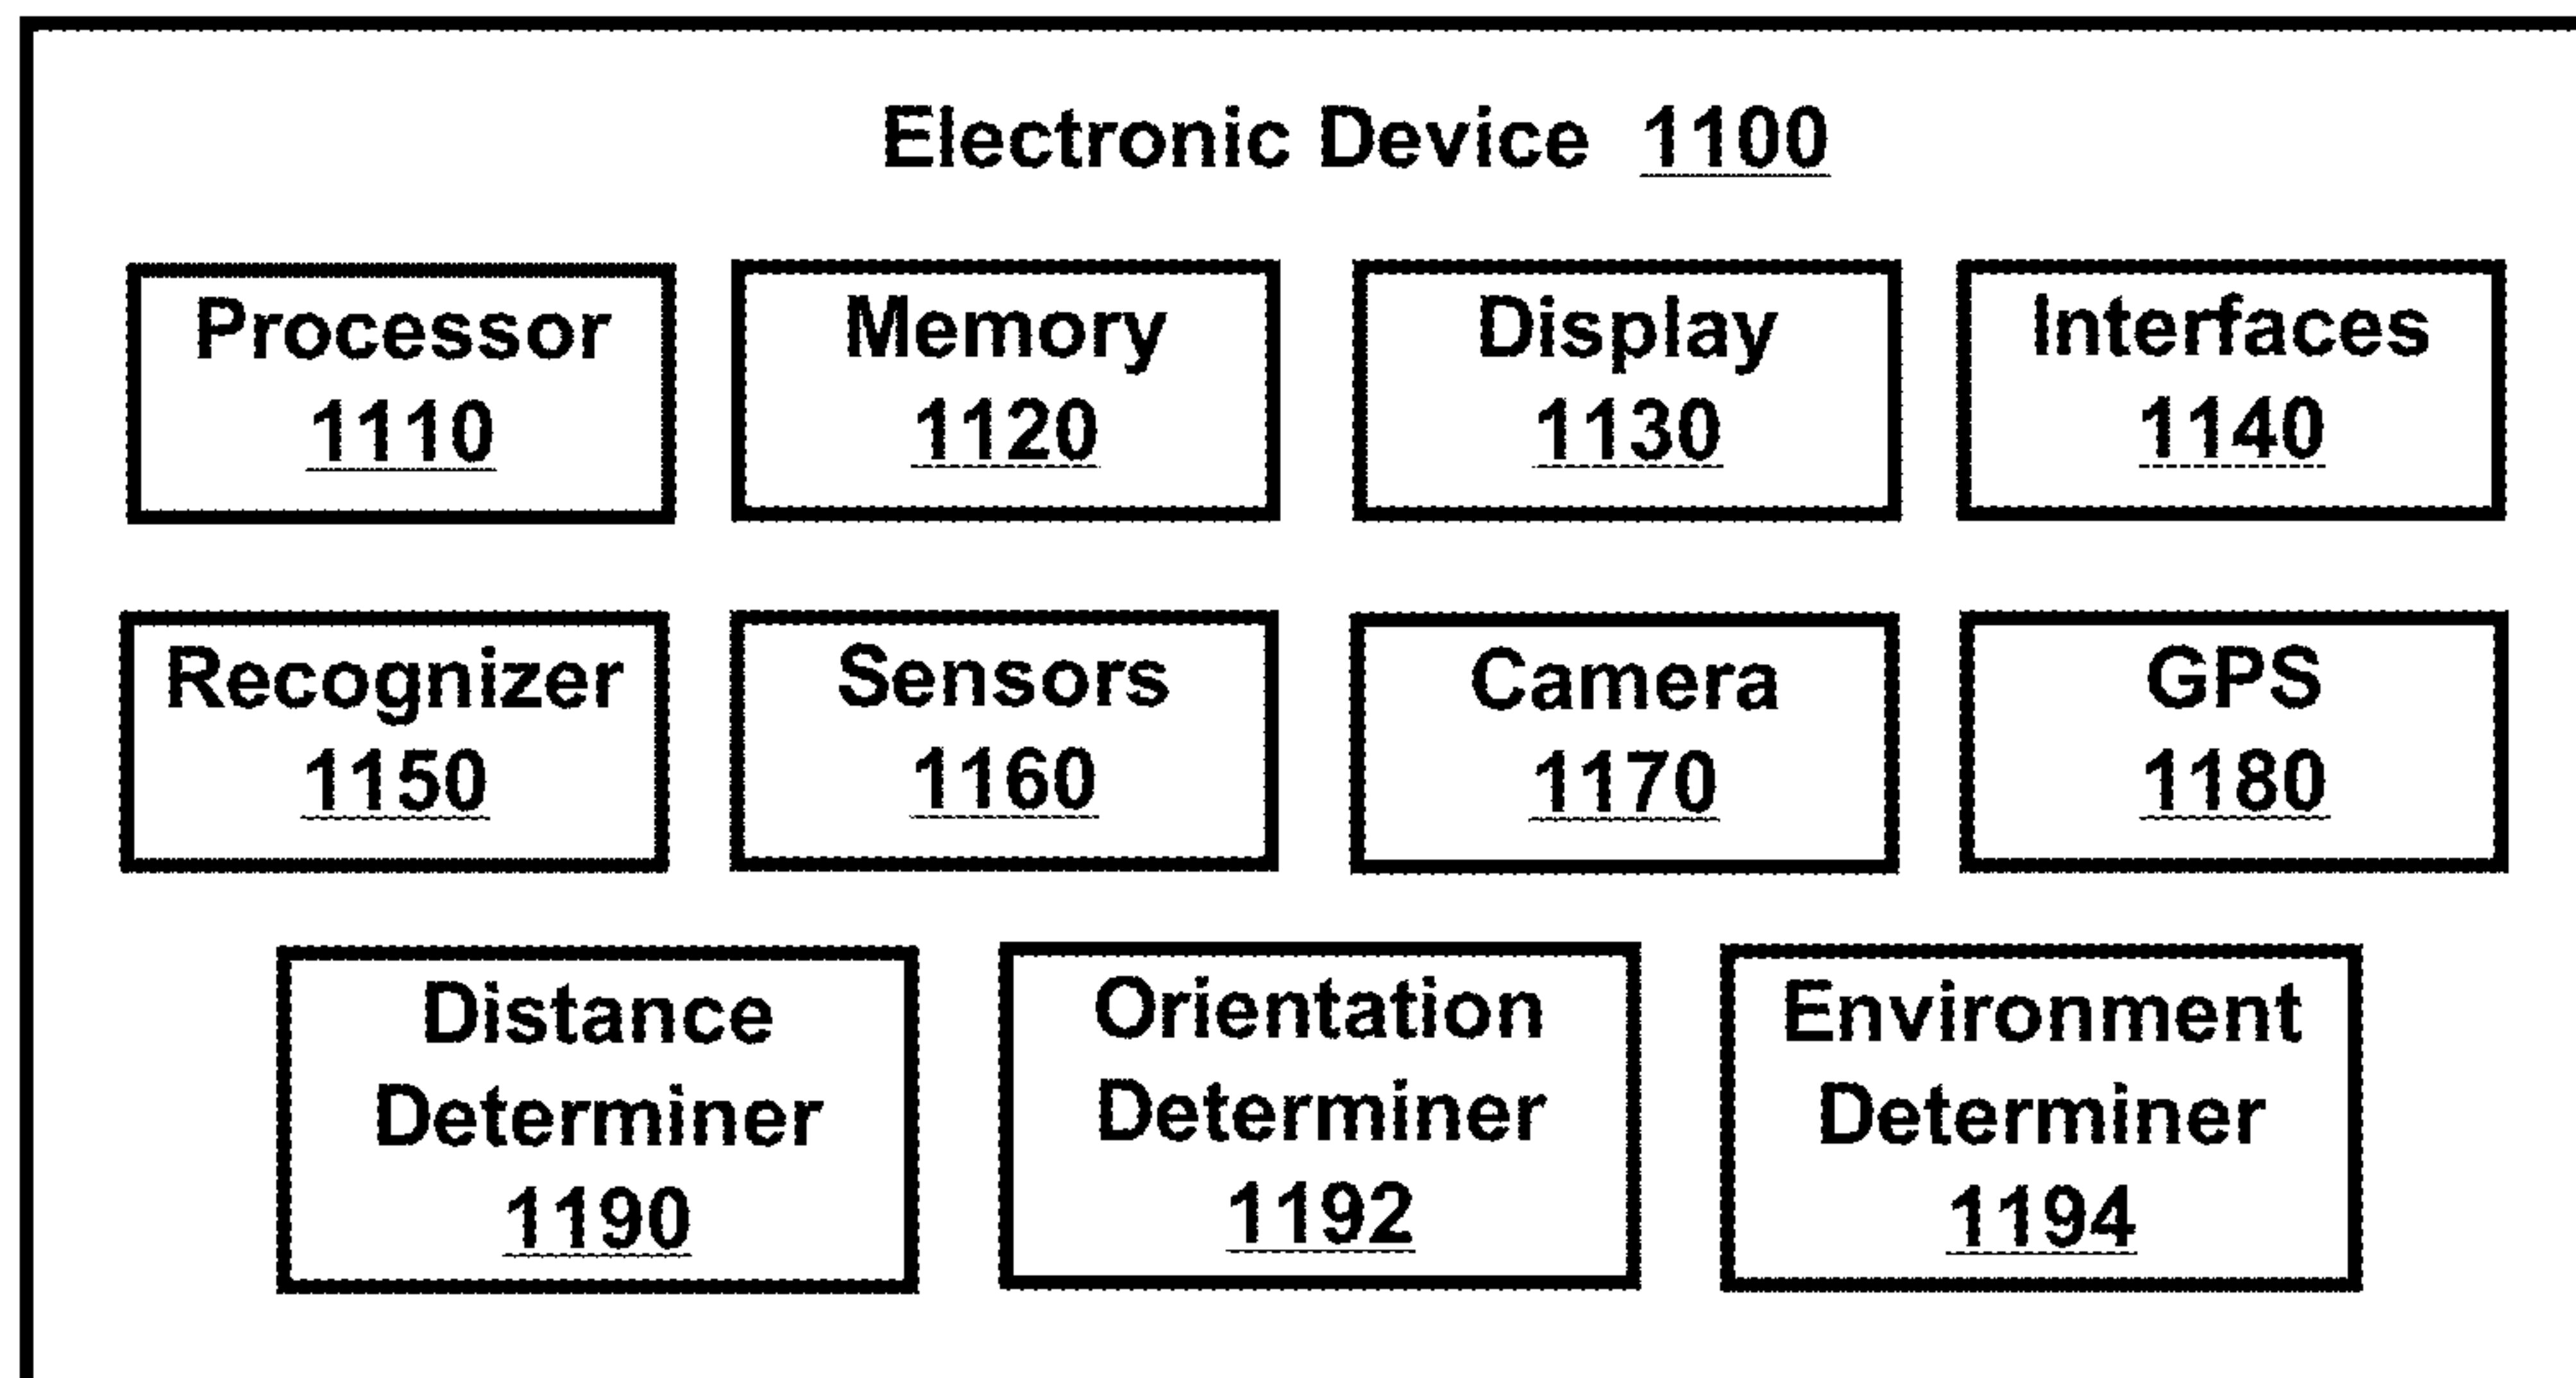 Electronic Device 1100
Processor
1110
Memory
1120
Display
1130
Interfaces
1140
Recognizer
1150
Sensors
1160
Camera
1170
GPS
1180
Distance
Determiner
1190
Orientation
Determiner
1192
Environment
Determiner
1194